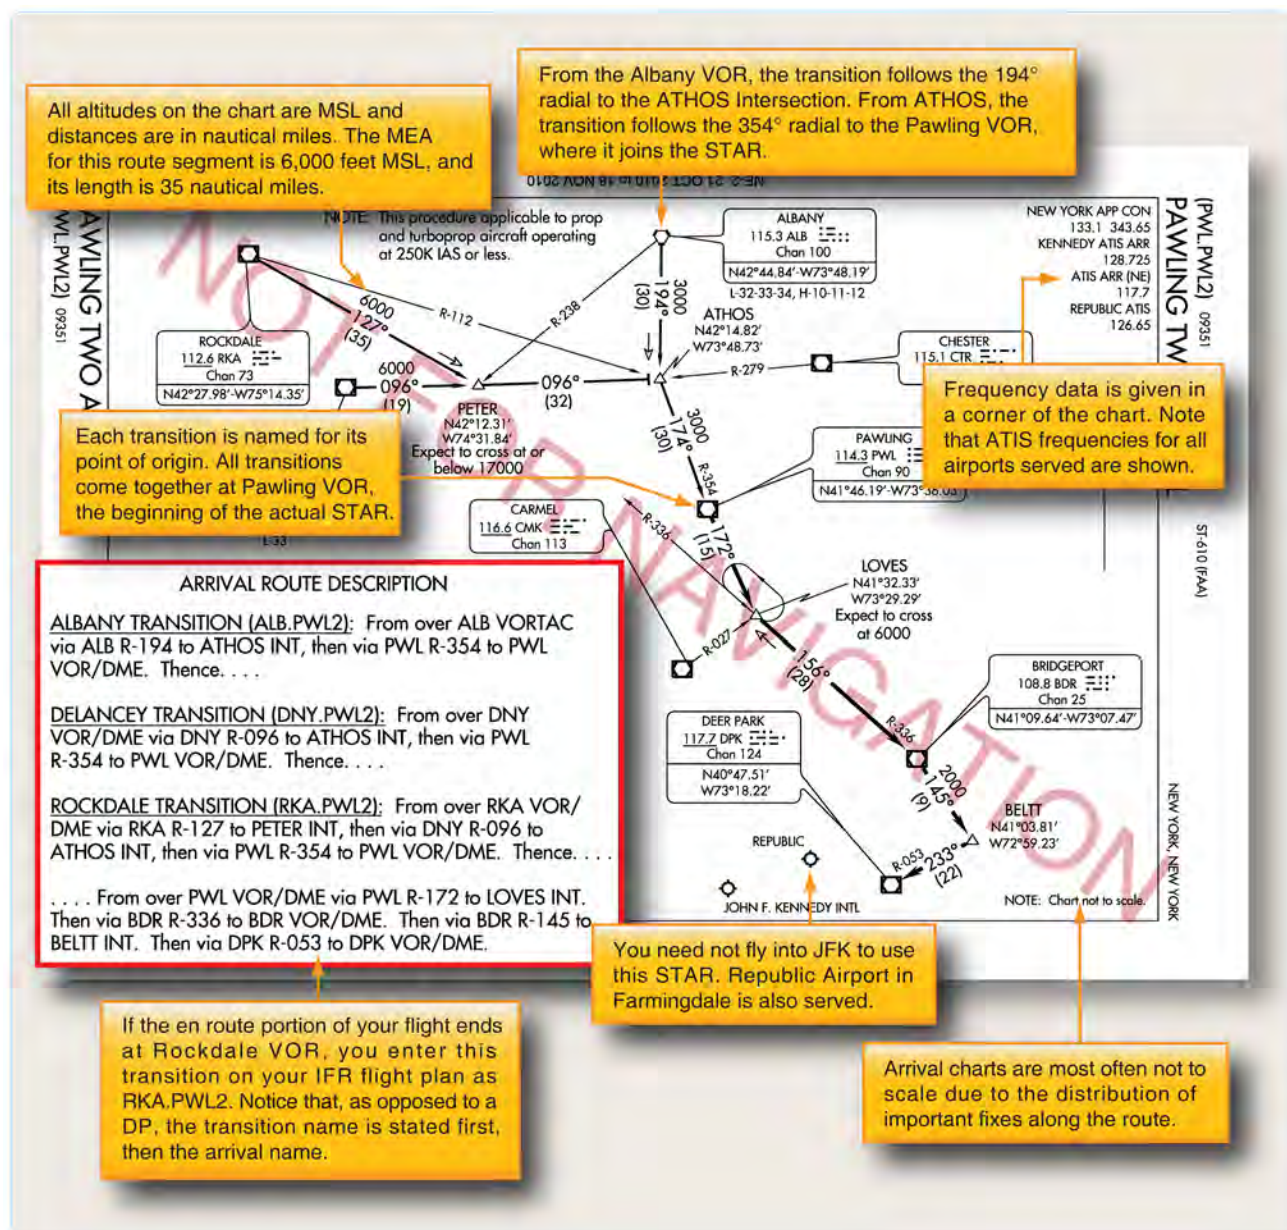 From the Albany VOR, the transition follows the 194°
radial to the ATHOS Intersection. From ATHOS, the
transition follows the 354° radial to the Pawling VOR,
where it joins the STAR.
All altitudes on the chart are MSL and
distances are in nautical miles. The MEA
for this route segment is 6,000 feet MSL, and
its length is 35 nautical miles.
NE-2, 21 OCT 2010 to 18 NOV 2010
(PWL.PWL2) 09351
PAWLING TW
AWLING TWO A
WL.PWL2) 09351
NOTE: This procedure applicable to prop
and turboprop aircraft operating
at 250K IAS or less.
ALBANY
115.3 ALB
Chan 100
N42°44.84'-W73°48.19'
L-32-33-34, H-10-11-12
NEW YORK APP CON
133.1 343.65
KENNEDY ATIS ARR
128.725
ATIS ARR (NE)
117.7
REPUBLIC ATIS
126.65
6000
127°
(35)
R-112
R-238
3000
194°
(30)
ATHOS
N42°14.82'
W73°48.73'
ROCKDALE
112.6 RKA
Chan 73
N42°27.98'-W75°14.35'
CHESTER
115.1 CTR
R-279
6000
096°
(19)
096°
(32)
PETER
N42°12.31'
W74°31.84'
Expect to cross at or
below 17000
3000
174°
(30)
R-354
PAWLING
114.3 PWL
Chan 90
N41°46.19'-W73°36.03'
Frequency data is given in
a corner of the chart. Note
that ATIS frequencies for all
airports served are shown.
Each transition is named for its
point of origin. All transitions
come together at Pawling VOR,
the beginning of the actual STAR.
L-33
CARMEL
116.6 CMK
Chan 113
R-336
172°
(15)
LOVES
N41°32.33'
W73°29.29'
Expect to cross
at 6000
R-027
ST-610 (FAA)
156°
(28)
R-336
BRIDGEPORT
108.8 BDR
Chan 25
N41°09.64'-W73°07.47'
DEER PARK
117.7 DPK
Chan 124
N40°47.51'
W73°18.22'
2000
145°
(9)
BELTT
N41°03.81'
W72°59.23'
R-053
233°
(22)
REPUBLIC
JOHN F. KENNEDY INTL
NOTE: Chart not to scale.
NEW YORK, NEW YORK
NOT FOR NAVIGATION
ARRIVAL ROUTE DESCRIPTION
ALBANY TRANSITION (ALB.PWL2): From over ALB VORTAC
via ALB R-194 to ATHOS INT, then via PWL R-354 to PWL
VOR/DME. Thence. . . .
DELANCEY TRANSITION (DNY.PWL2): From over DNY
VOR/DME via DNY R-096 to ATHOS INT, then via PWL
R-354 to PWL VOR/DME. Thence. . . .
ROCKDALE TRANSITION (RKA.PWL2): From over RKA VOR/
DME via RKA R-127 to PETER INT, then via DNY R-096 to
ATHOS INT, then via PWL R-354 to PWL VOR/DME. Thence. . . .
. . . . From over PWL VOR/DME via PWL R-172 to LOVES INT.
Then via BDR R-336 to BDR VOR/DME. Then via BDR R-145 to
BELTT INT. Then via DPK R-053 to DPK VOR/DME.
You need not fly into JFK to use
this STAR. Republic Airport in
Farmingdale is also served.
If the en route portion of your flight ends
at Rockdale VOR, you enter this
transition on your IFR flight plan as
RKA.PWL2. Notice that, as opposed to a
DP, the transition name is stated first,
then the arrival name.
Arrival charts are most often not to
scale due to the distribution of
important fixes along the route.